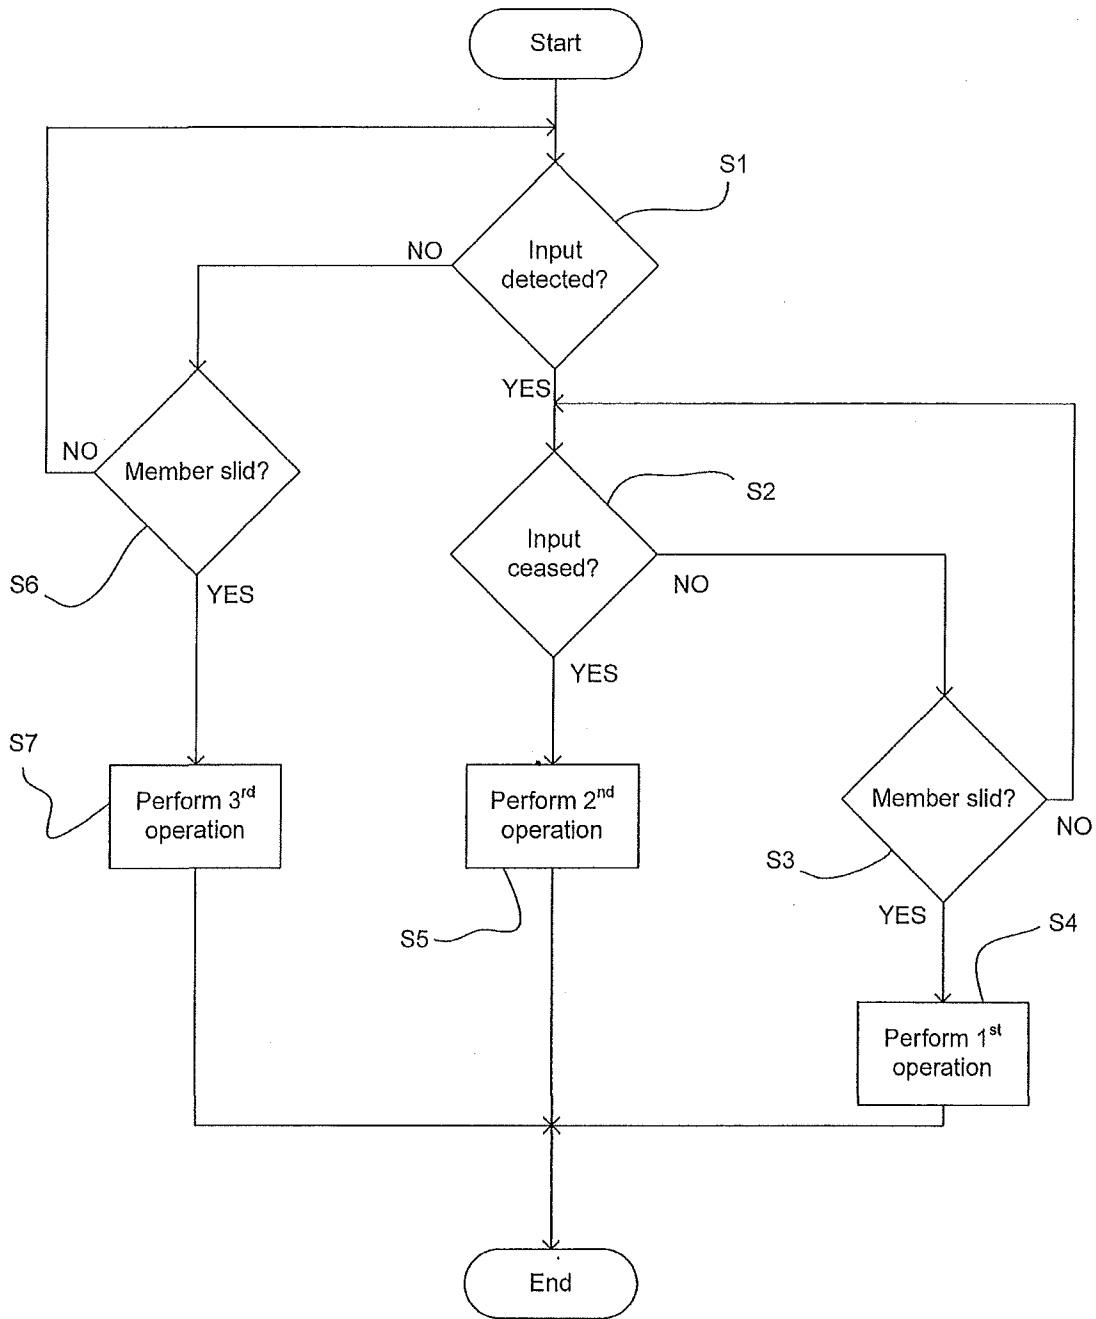 Start
S1
NO
Input
detected?
YES
NO
Member slid?
S2
S6
YES
Input
ceased?
NO
YES
S7
Perform 3rd
operation
Perform 2nd
operation
Member slid?
NO
S3
YES
S5
S4
Perform 1st
operation
End